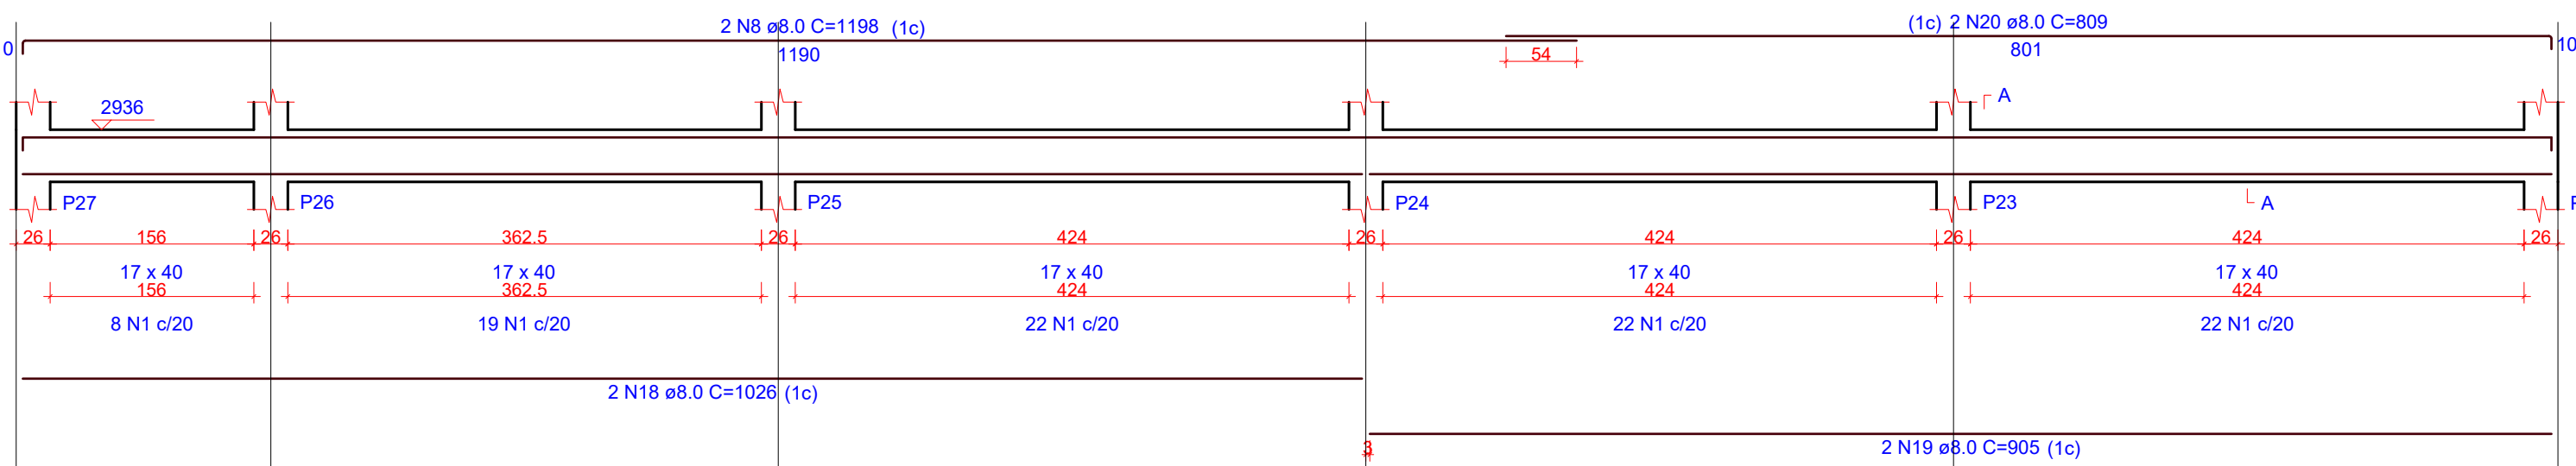 2 N8 ø8.0 C=1198 (1c)
(1c) 2 N20 ø8.0 C=809
0
1190
54
801
10
2936
A
P27
P26
P25
P24
P23
A
26 156 26 362.5 26 424 26 424 26 424 26
17 x 40 17 x 40 17 x 40 17 x 40 17 x 40
156 362.5 424 424 424
8 N1 c/20 19 N1 c/20 22 N1 c/20 22 N1 c/20 22 N1 c/20
2 N18 ø8.0 C=1026 (1c)
3
2 N19 ø8.0 C=905 (1c)